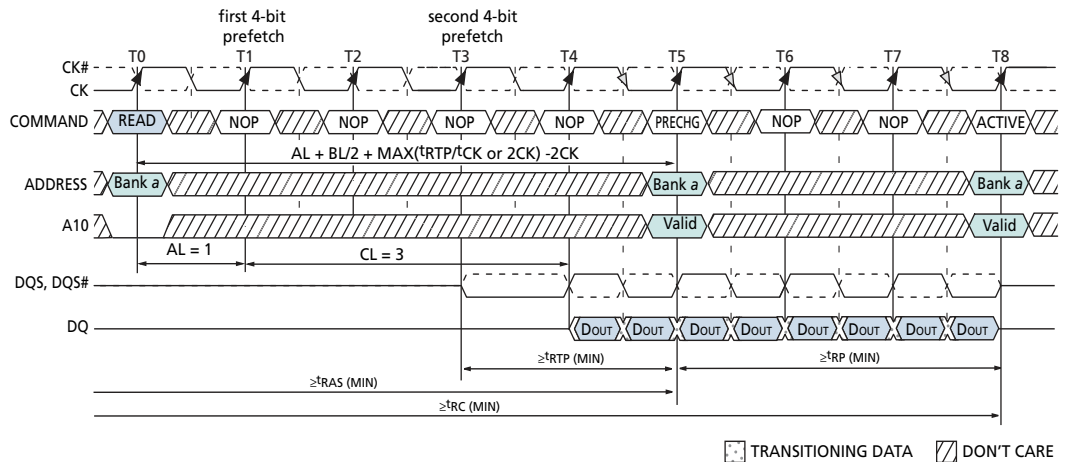 first 4-bit
prefetch
second 4-bit
prefetch
T0 T1 T2 T3 T4 T5 T6 T7 T8
CK#
CK
COMMAND READ NOP NOP NOP NOP PRECHG NOP NOP ACTIVE
AL + BL/2 + MAX(tRTP/tCK or 2CK) -2CK
ADDRESS Bank a Bank a Bank a
A10 Valid Valid
AL = 1 CL = 3
DQS, DQS#
DQ DOUT DOUT DOUT DOUT DOUT DOUT DOUT DOUT
≥tRTP (MIN) ≥tRP (MIN)
≥tRAS (MIN)
≥tRC (MIN)
TRANSITIONING DATA DON'T CARE